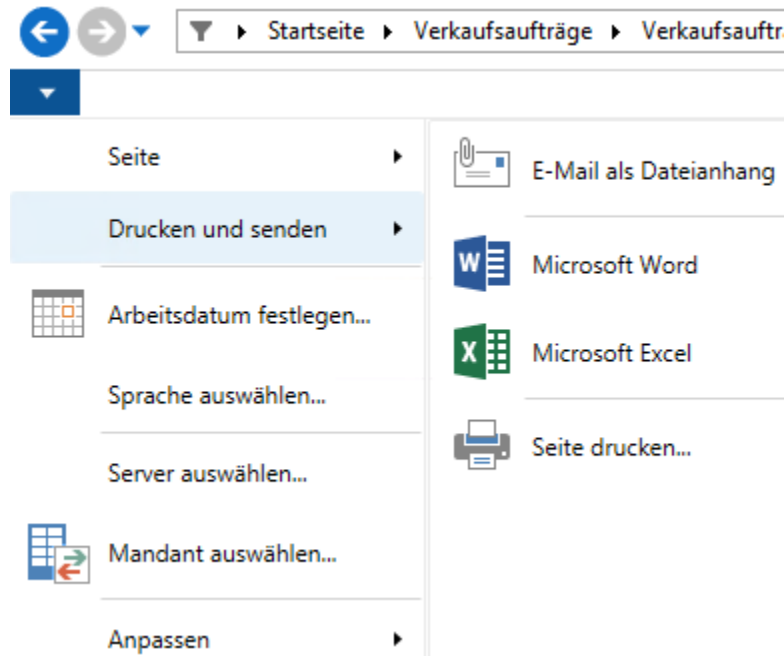 Startseite Verkaufsaufträge
Seite
Drucken und senden
Arbeitsdatum festlegen...
Sprache auswählen...
Server auswählen...
Mandant auswählen...
Anpassen
E-Mail als Dateianhang
Microsoft Word
Microsoft Excel
Seite drucken...